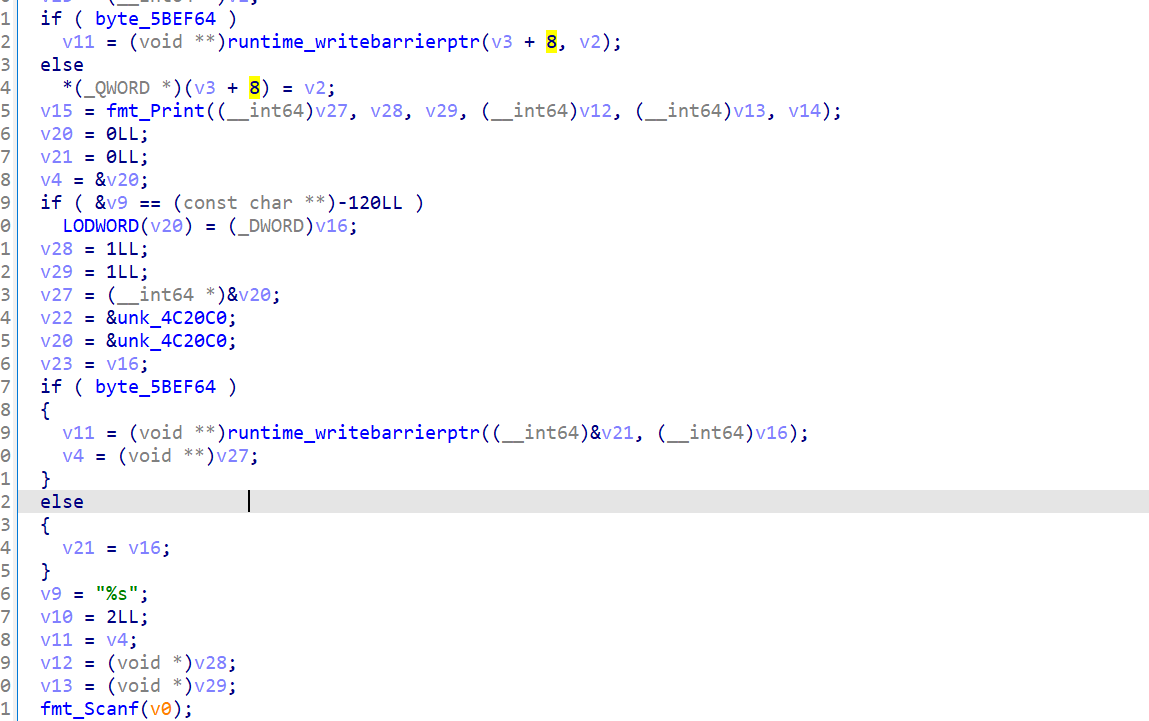 1 if ( byte_5BEF64 )
2 v11 = (void **)runtime_writebarrierptr(v3 + 8, v2);
3 else
4 *(_QWORD *)(v3 + 8) = v2;
5 v15 = fmt_Print((__int64)v27, v28, v29, (__int64)v12, (__int64)v13, v14);
6 v20 = 0LL;
7 v21 = 0LL;
8 v4 = &v20;
9 if ( &v9 == (const char **)-120LL )
0 LODWORD(v20) = (_DWORD)v16;
1 v28 = 1LL;
2 v29 = 1LL;
3 v27 = (__int64 *)&v20;
4 v22 = &unk_4C20C0;
5 v20 = &unk_4C20C0;
6 v23 = v16;
7 if ( byte_5BEF64 )
8 {
9 v11 = (void **)runtime_writebarrierptr((__int64)&v21, (__int64)v16);
0 v4 = (void **)v27;
1 }
2 else
3 {
4 v21 = v16;
5 }
6 v9 = "%s";
7 v10 = 2LL;
8 v11 = v4;
9 v12 = (void *)v28;
0 v13 = (void *)v29;
1 fmt_Scanf(v0);